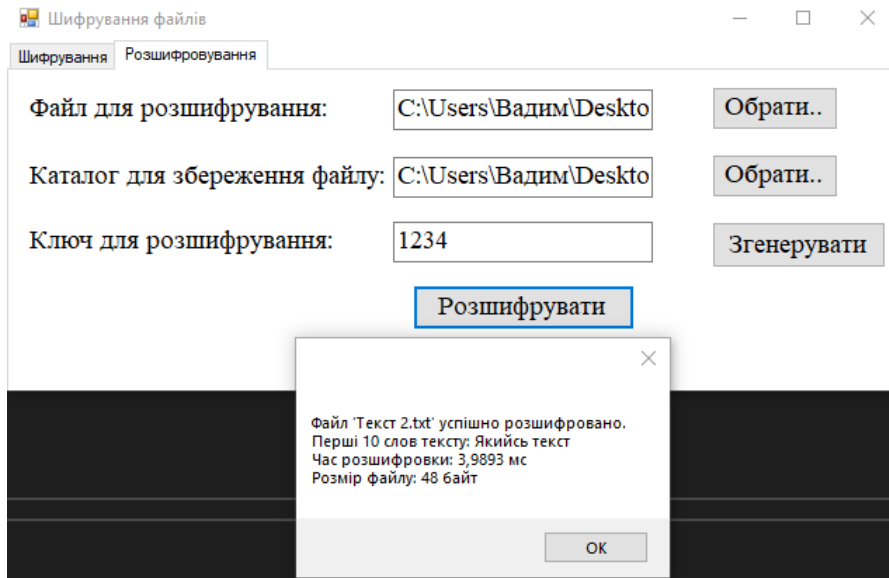 Шифрування файлів
Шифрування Розшифровування
Файл для розшифрування: C:\Users\Вадим\Deskto Обрати..
Каталог для збереження файлу: C:\Users\Вадим\Deskto Обрати..
Ключ для розшифрування: 1234 Згенерувати
Розшифрувати
Файл 'Текст 2.txt' успішно розшифровано.
Перші 10 слов тексту: Якийсь текст
Час розшифровки: 3,9893 мс
Розмір файлу: 48 байт
ОК